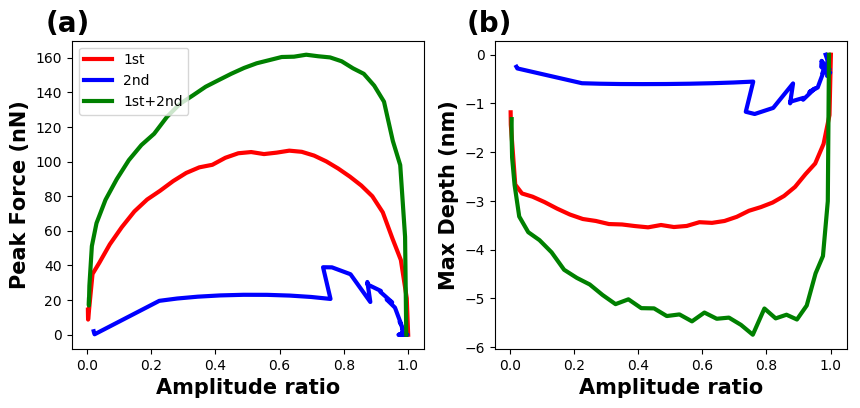 (a)
160
140
120
100
80
60
40
20
0
Peak Force (nN)
1st
2nd
1st+2nd
0.0 0.2 0.4 0.6 0.8 1.0
Amplitude ratio
(b)
0
−1
−2
−3
−4
−5
−6
Max Depth (nm)
0.0 0.2 0.4 0.6 0.8 1.0
Amplitude ratio